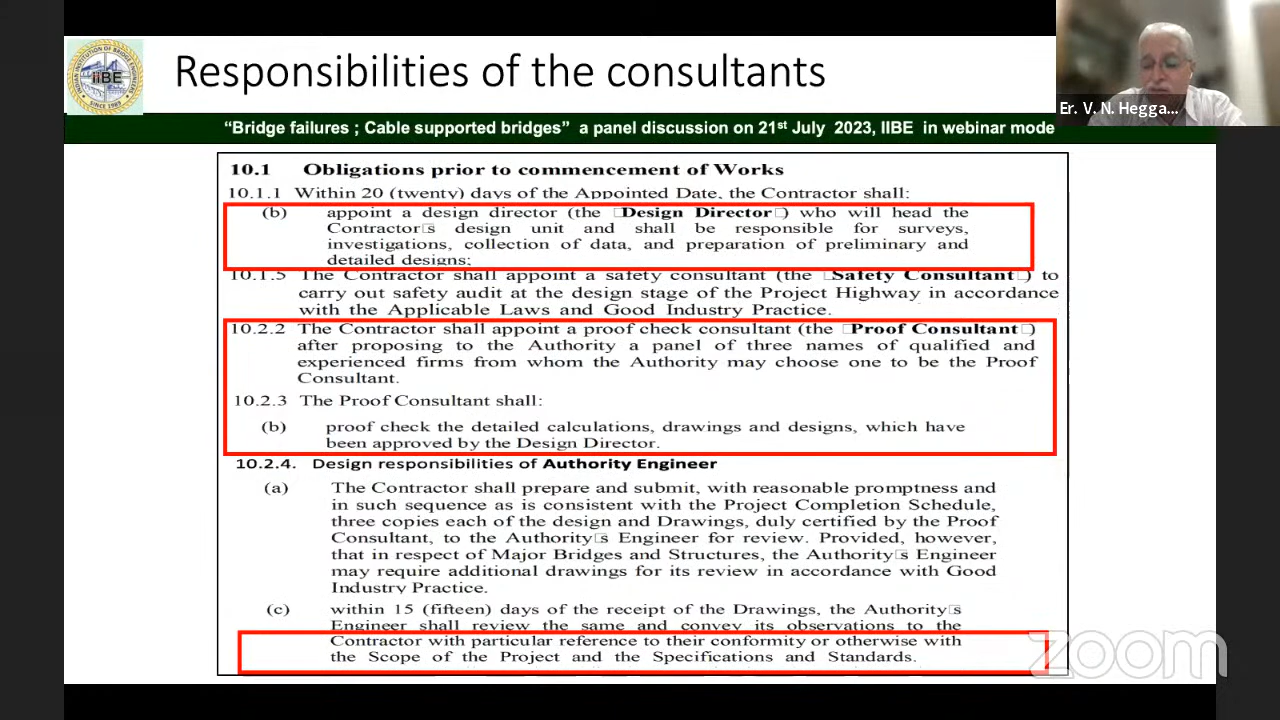 Responsibilities of the consultants
Er. V. N. Hegga...
IIBE
SINCE 1989
“Bridge failures ; Cable supported bridges” a panel discussion on 21st July 2023, IIBE in webinar mode
10.1 Obligations prior to commencement of Works
10.1.1 Within 20 (twenty) days of the Appointed Date, the Contractor shall:
(b) appoint a design director (the □Design Director□) who will head the
Contractor□s design unit and shall be responsible for surveys,
investigations, collection of data, and preparation of preliminary and
detailed designs;
10.1.5 The Contractor shall appoint a safety consultant (the □Safety Consultant□) to
carry out safety audit at the design stage of the Project Highway in accordance
with the Applicable Laws and Good Industry Practice.
10.2.2 The Contractor shall appoint a proof check consultant (the □Proof Consultant□)
after proposing to the Authority a panel of three names of qualified and
experienced firms from whom the Authority may choose one to be the Proof
Consultant.
10.2.3 The Proof Consultant shall:
(b) proof check the detailed calculations, drawings and designs, which have
been approved by the Design Director.
10.2.4. Design responsibilities of Authority Engineer
(a) The Contractor shall prepare and submit, with reasonable promptness and
in such sequence as is consistent with the Project Completion Schedule,
three copies each of the design and Drawings, duly certified by the Proof
Consultant, to the Authority□s Engineer for review. Provided, however,
that in respect of Major Bridges and Structures, the Authority□s Engineer
may require additional drawings for its review in accordance with Good
Industry Practice.
(c) within 15 (fifteen) days of the receipt of the Drawings, the Authority□s
Engineer shall review the same and convey its observations to the
Contractor with particular reference to their conformity or otherwise with
the Scope of the Project and the Specifications and Standards.
zoom